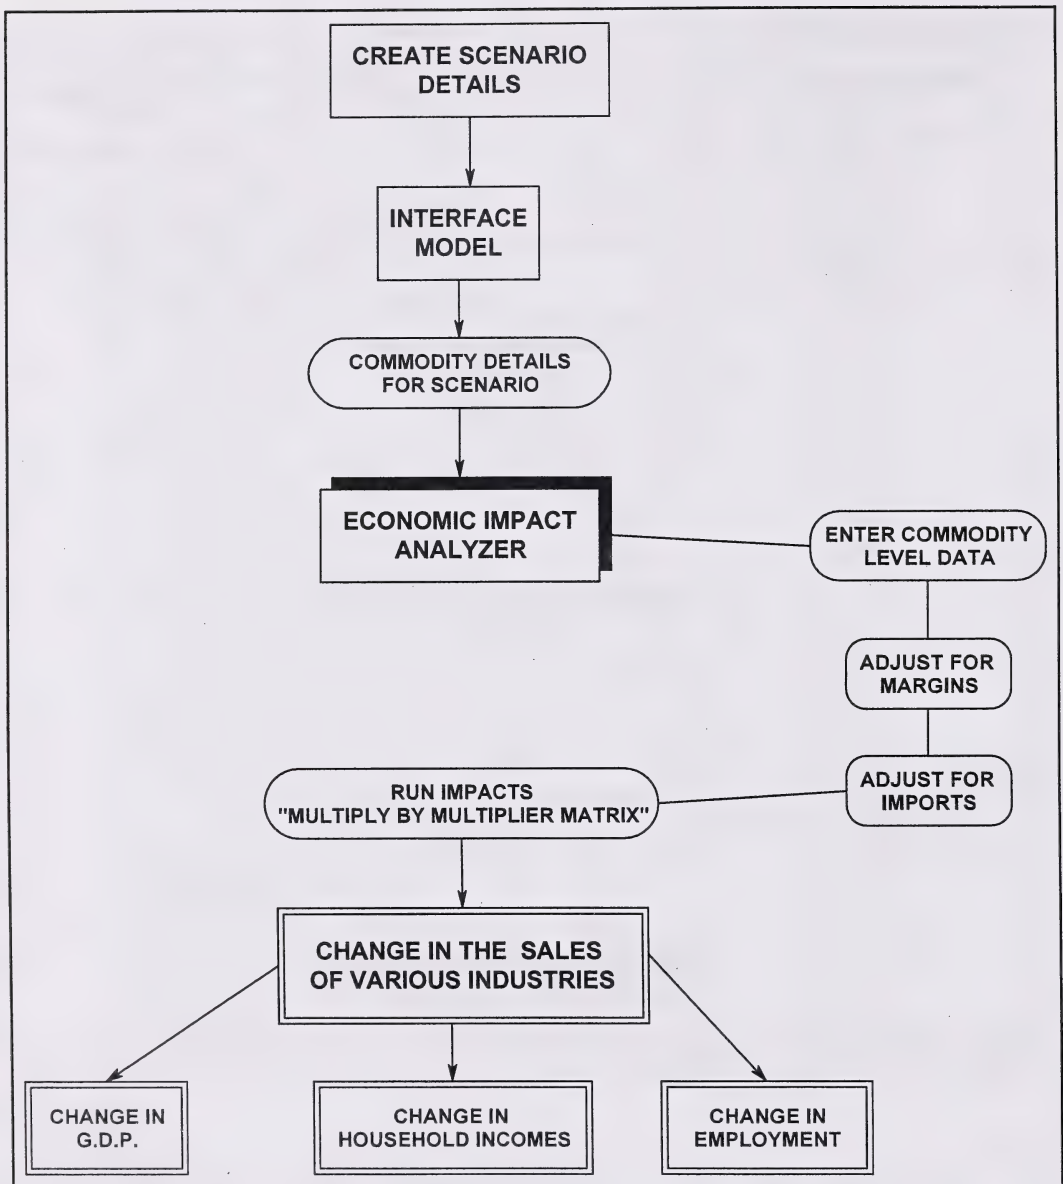 CREATE SCENARIO
DETAILS
INTERFACE
MODEL
COMMODITY DETAILS
FOR SCENARIO
ECONOMIC IMPACT
ANALYZER
ENTER COMMODITY
LEVEL DATA
ADJUST FOR
MARGINS
ADJUST FOR
IMPORTS
RUN IMPACTS
"MULTIPLY BY MULTIPLIER MATRIX"
CHANGE IN THE SALES
OF VARIOUS INDUSTRIES
CHANGE IN
G.D.P.
CHANGE IN
HOUSEHOLD INCOMES
CHANGE IN
EMPLOYMENT